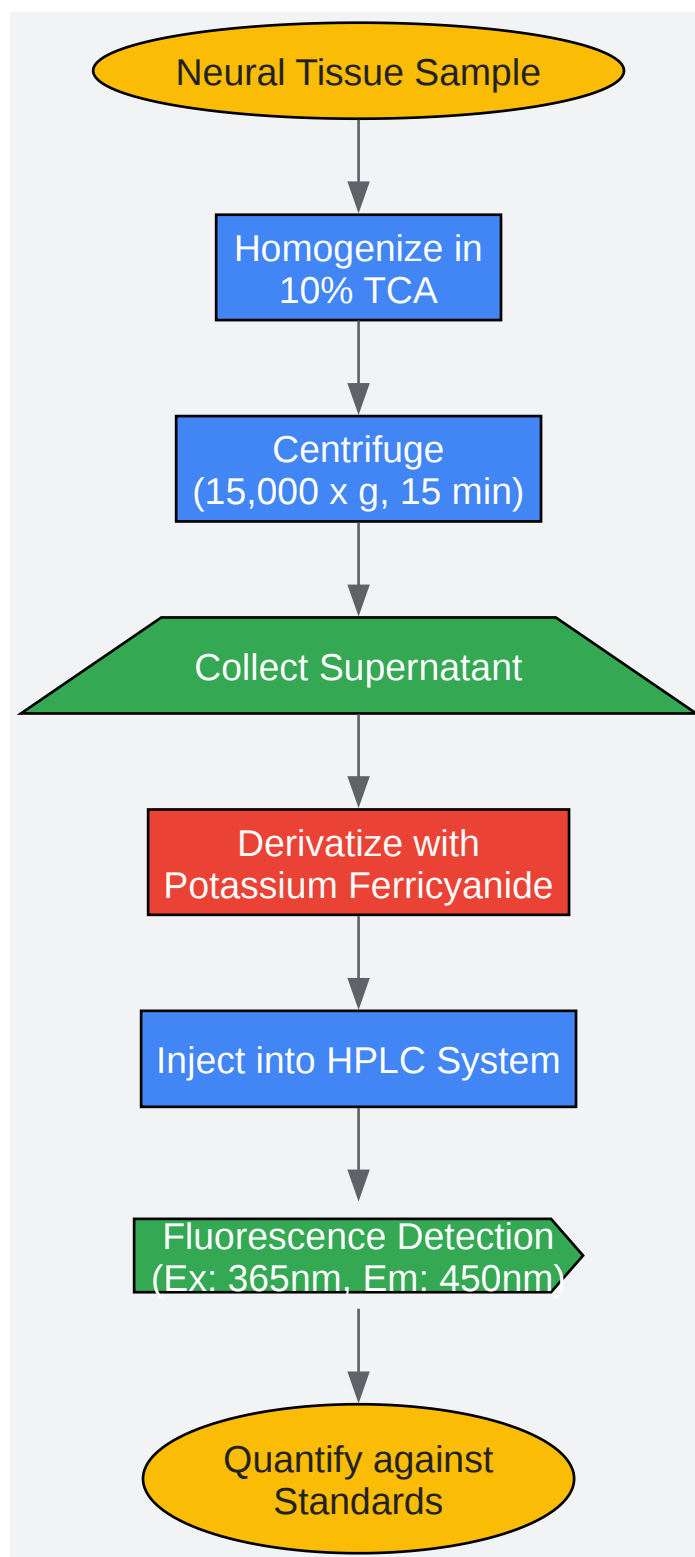 Neural Tissue Sample
Homogenize in
10% TCA
Centrifuge
(15,000 x g, 15 min)
Collect Supernatant
Derivatize with
Potassium Ferricyanide
Inject into HPLC System
Fluorescence Detection
(Ex: 365nm, Em: 450nm)
Quantify against
Standards